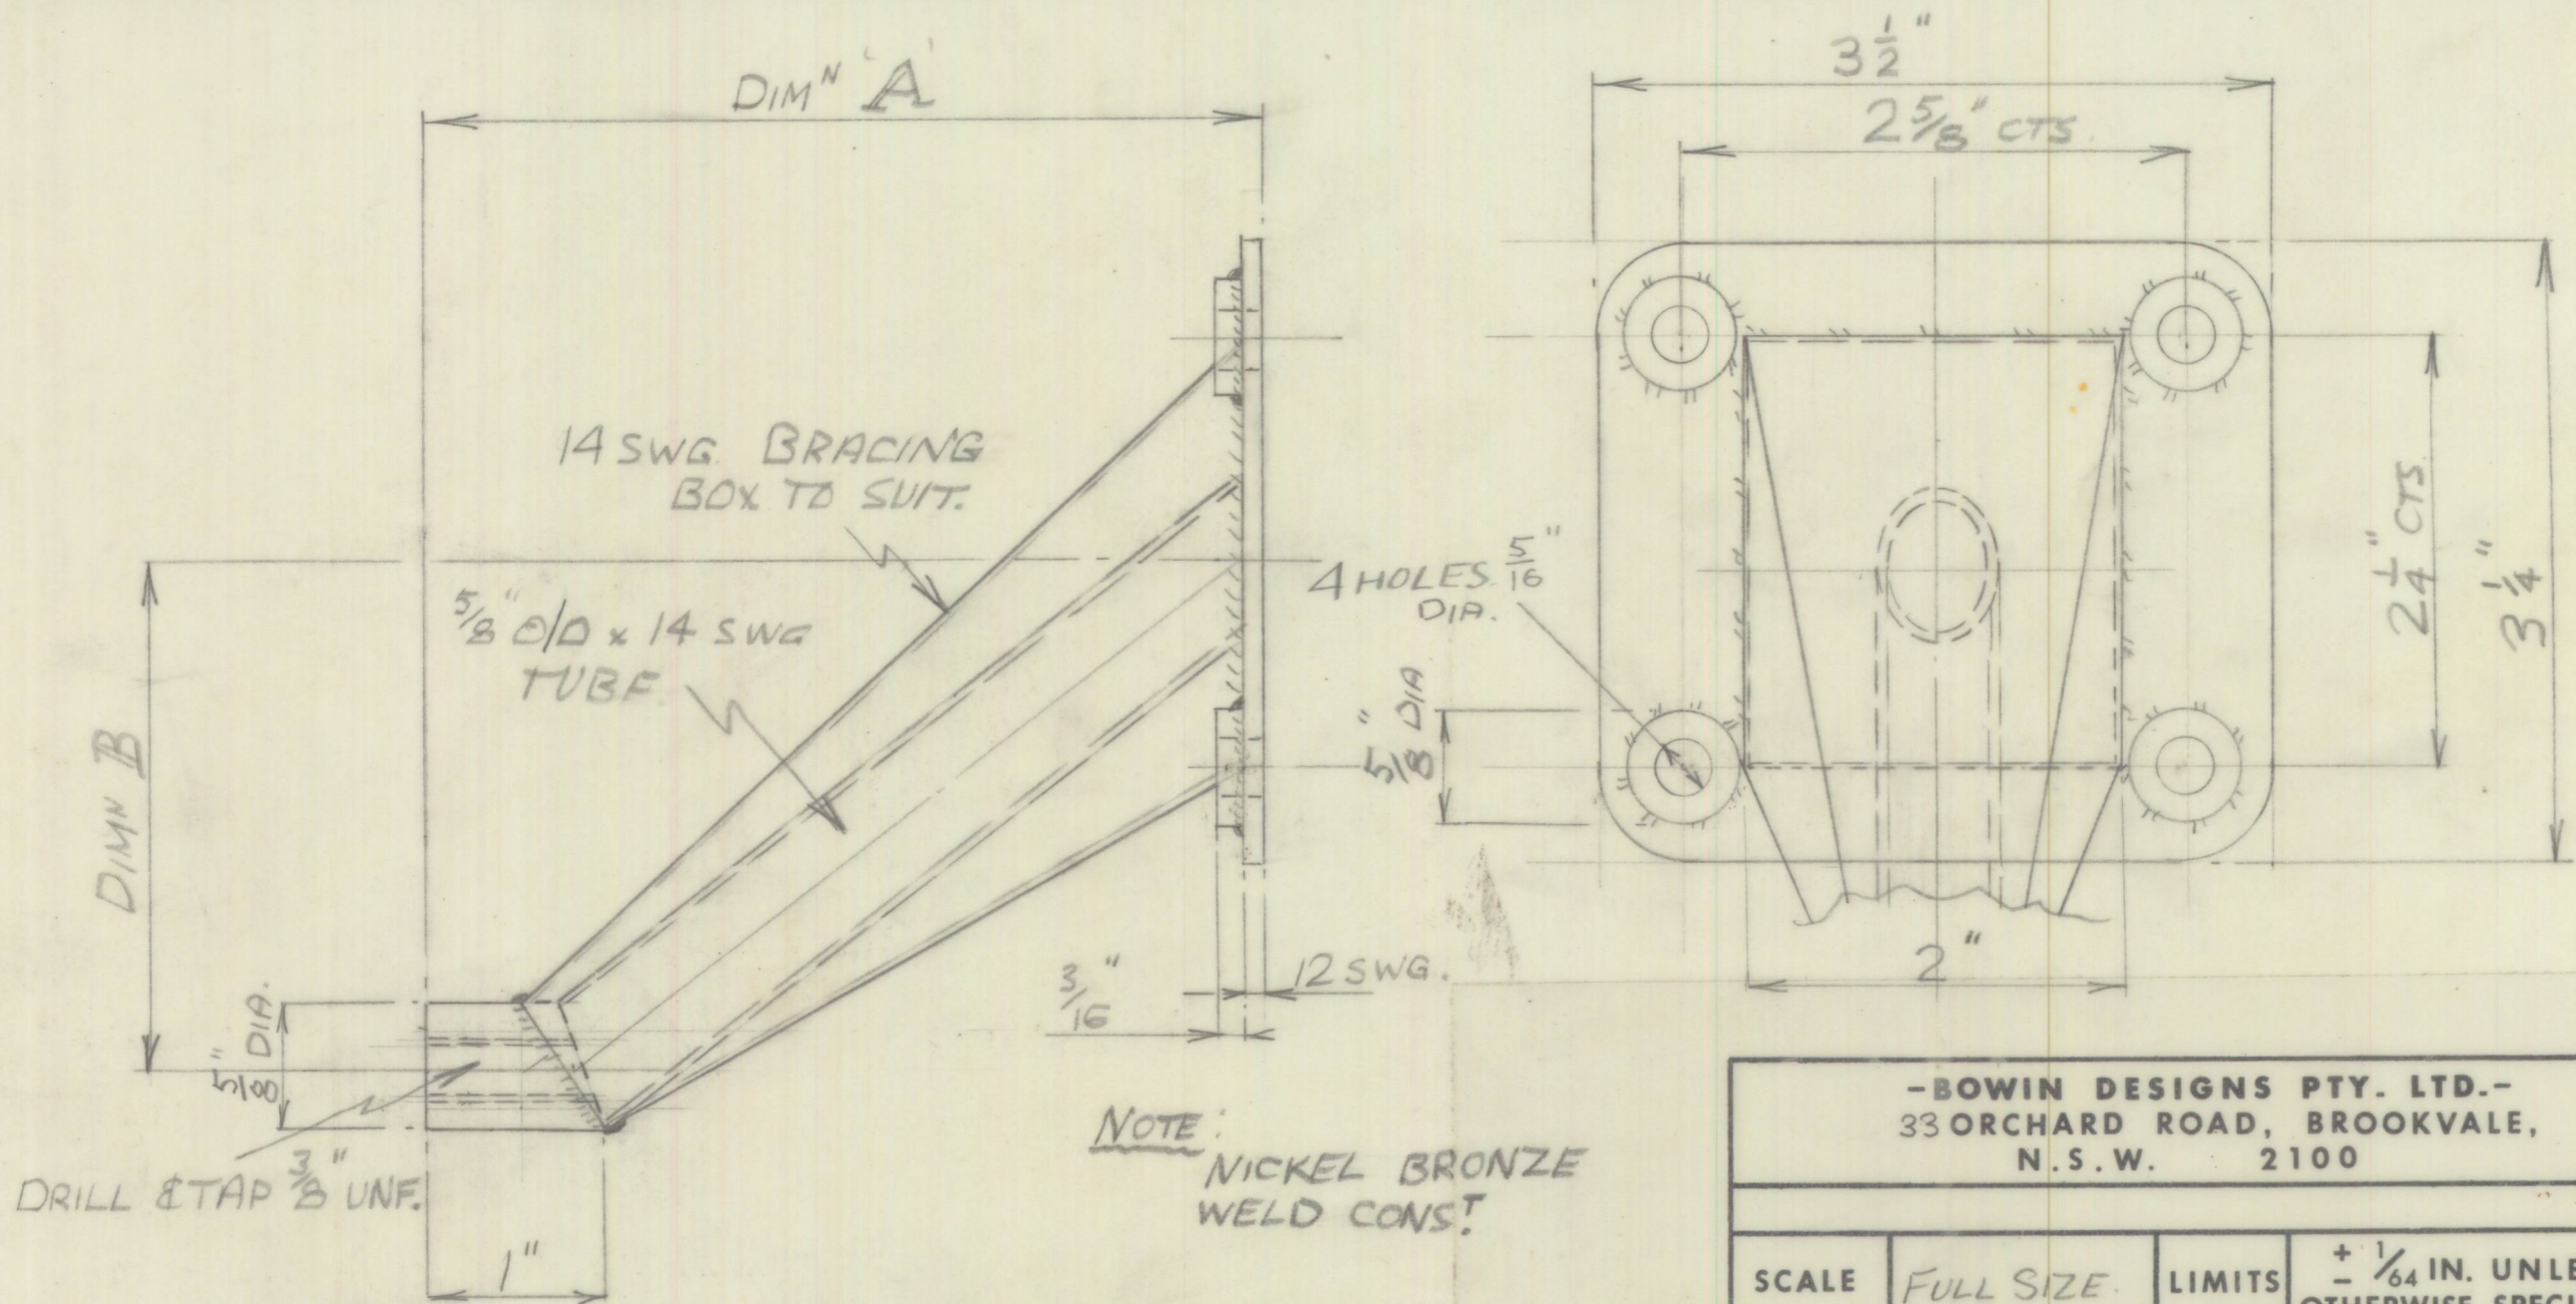 DIMN 'A'
3 1/2"
2 5/8" CTS.
14 SWG. BRACING
BOX TO SUIT.
5/8" O/D x 14 SWG
TUBE
4 HOLES 5/16"
DIA.
5/8" DIA
2 1/4" CTS
3 1/4"
DIMN B
5/8" DIA.
3/16"
12 SWG.
2"
DRILL & TAP 3/8" UNF.
1"
NOTE:
NICKEL BRONZE
WELD CONST
-BOWIN DESIGNS PTY. LTD.-
33 ORCHARD ROAD, BROOKVALE,
N.S.W. 2100
SCALE
FULL SIZE.
LIMITS
+ - 1/64 IN. UNLE
OTHERWISE SPECI